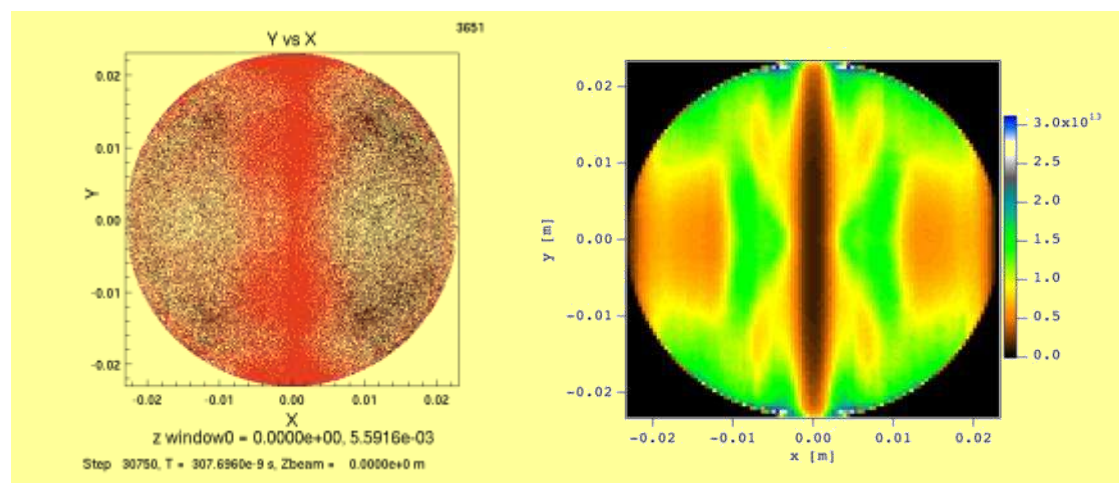 3651
Y vs X
0.02
0.01
0.00
-0.01
-0.02
Y
-0.02 -0.01 0.00 0.01 0.02
X
z window0 = 0.0000e+00, 5.5916e-03
Step 30750, T = 307.6960e-9 s, Zbeam = 0.0000e+0 m
0.02
0.01
0.00
-0.01
-0.02
y [m]
-0.02 -0.01 0.00 0.01 0.02
x [m]
3.0x10¹³
2.5
2.0
1.5
1.0
0.5
0.0